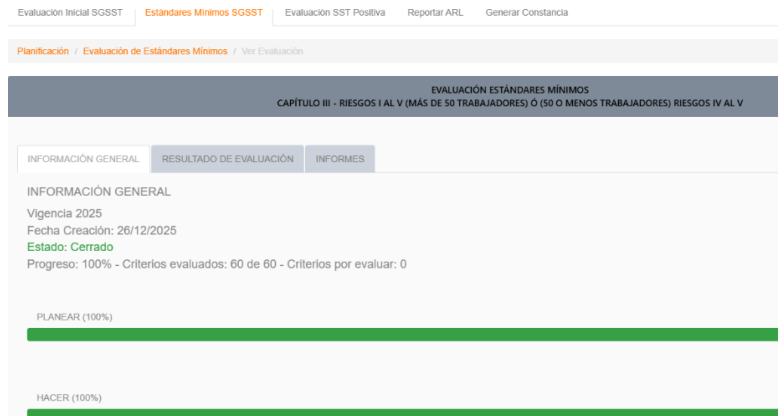 Evaluación Inicial SGSST Estándares Mínimos SGSST Evaluación SST Positiva Reportar ARL Generar Constancia
Planificación / Evaluación de Estándares Mínimos / Ver Evaluación
EVALUACIÓN ESTÁNDARES MÍNIMOS
CAPÍTULO III - RIESGOS I AL V (MÁS DE 50 TRABAJADORES) Ó (50 O MENOS TRABAJADORES) RIESGOS IV AL V
INFORMACIÓN GENERAL RESULTADO DE EVALUACIÓN INFORMES
INFORMACIÓN GENERAL
Vigencia 2025
Fecha Creación: 26/12/2025
Estado: Cerrado
Progreso: 100% - Criterios evaluados: 60 de 60 - Criterios por evaluar: 0
PLANEAR (100%)
HACER (100%)